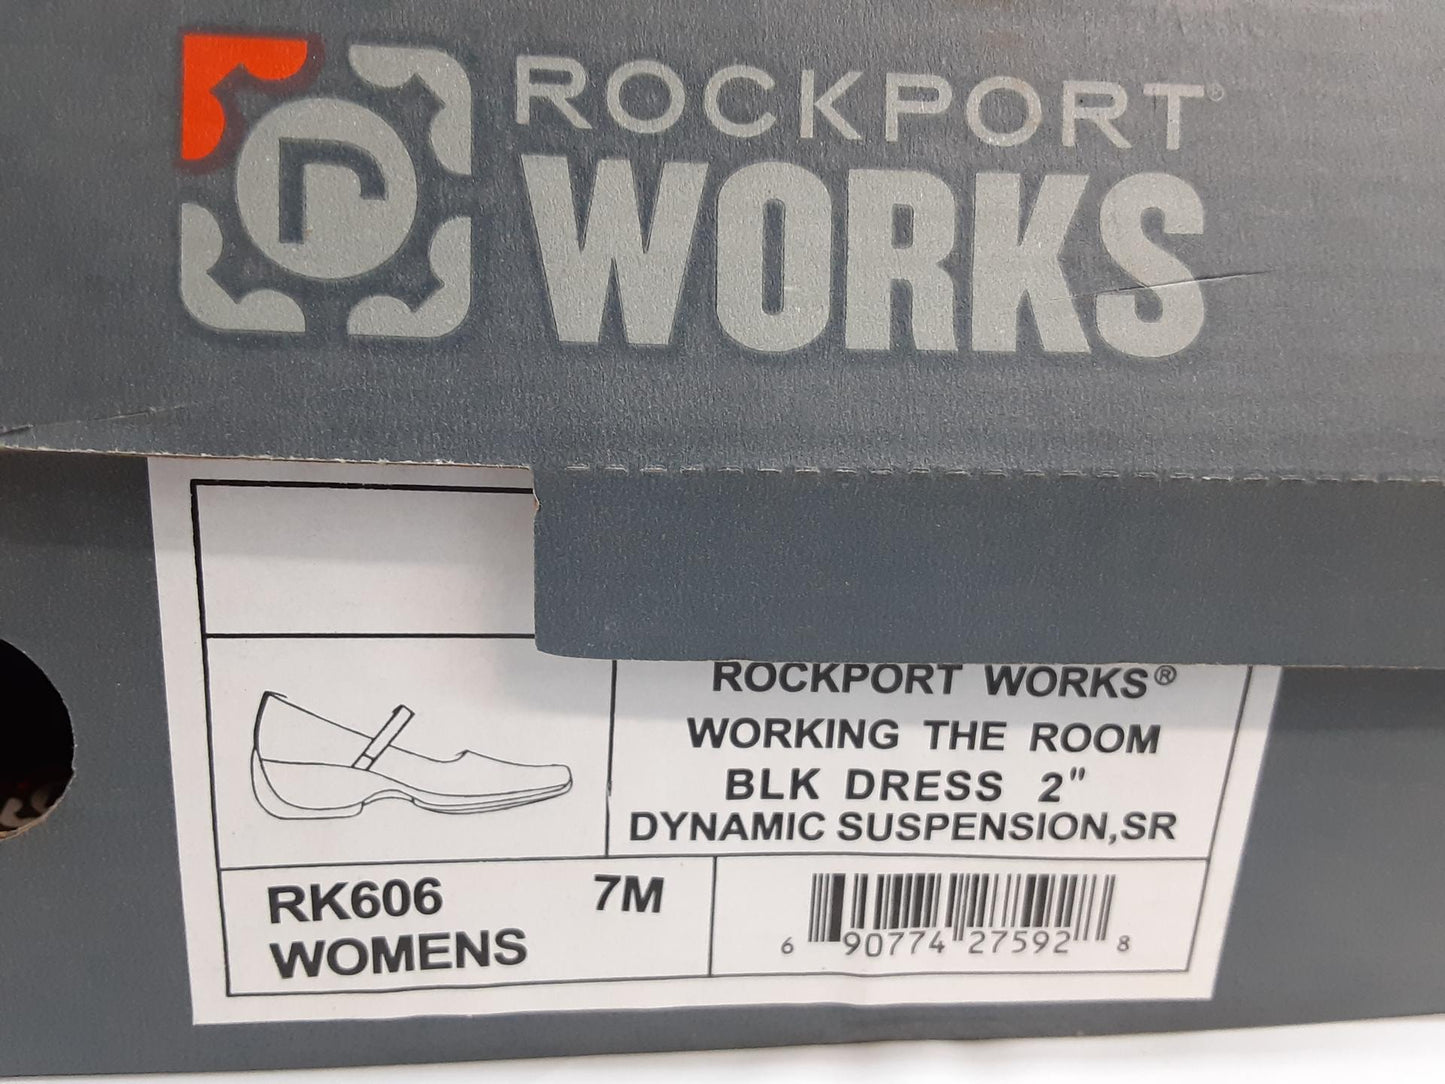 r
ROCKPORT®
WORKS
ROCKPORT WORKS®
WORKING THE ROOM
BLK DRESS 2"
DYNAMIC SUSPENSION,SR
RK606 7M
WOMENS
6 90774 27592 8